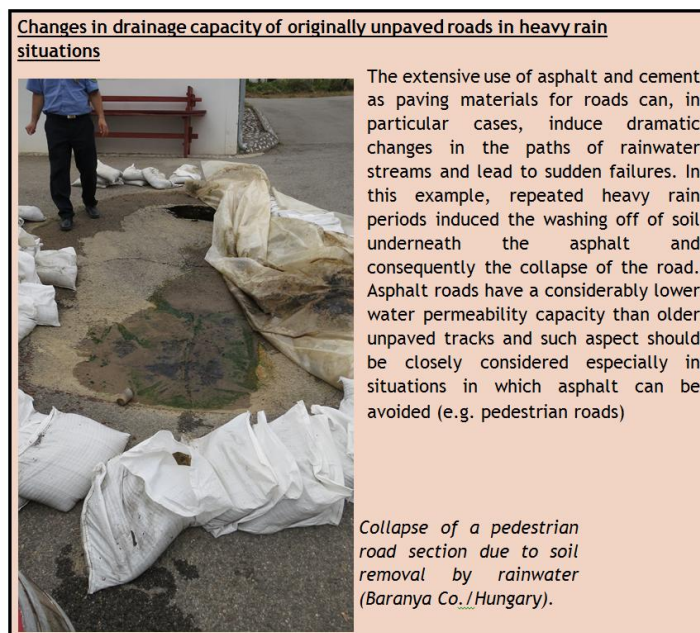 Changes in drainage capacity of originally unpaved roads in heavy rain
situations
The extensive use of asphalt and cement
as paving materials for roads can, in
particular cases, induce dramatic
changes in the paths of rainwater
streams and lead to sudden failures. In
this example, repeated heavy rain
periods induced the washing off of soil
underneath the asphalt and
consequently the collapse of the road.
Asphalt roads have a considerably lower
water permeability capacity than older
unpaved tracks and such aspect should
be closely considered especially in
situations in which asphalt can be
avoided (e.g. pedestrian roads)
Collapse of a pedestrian
road section due to soil
removal by rainwater
(Baranya Co./Hungary).